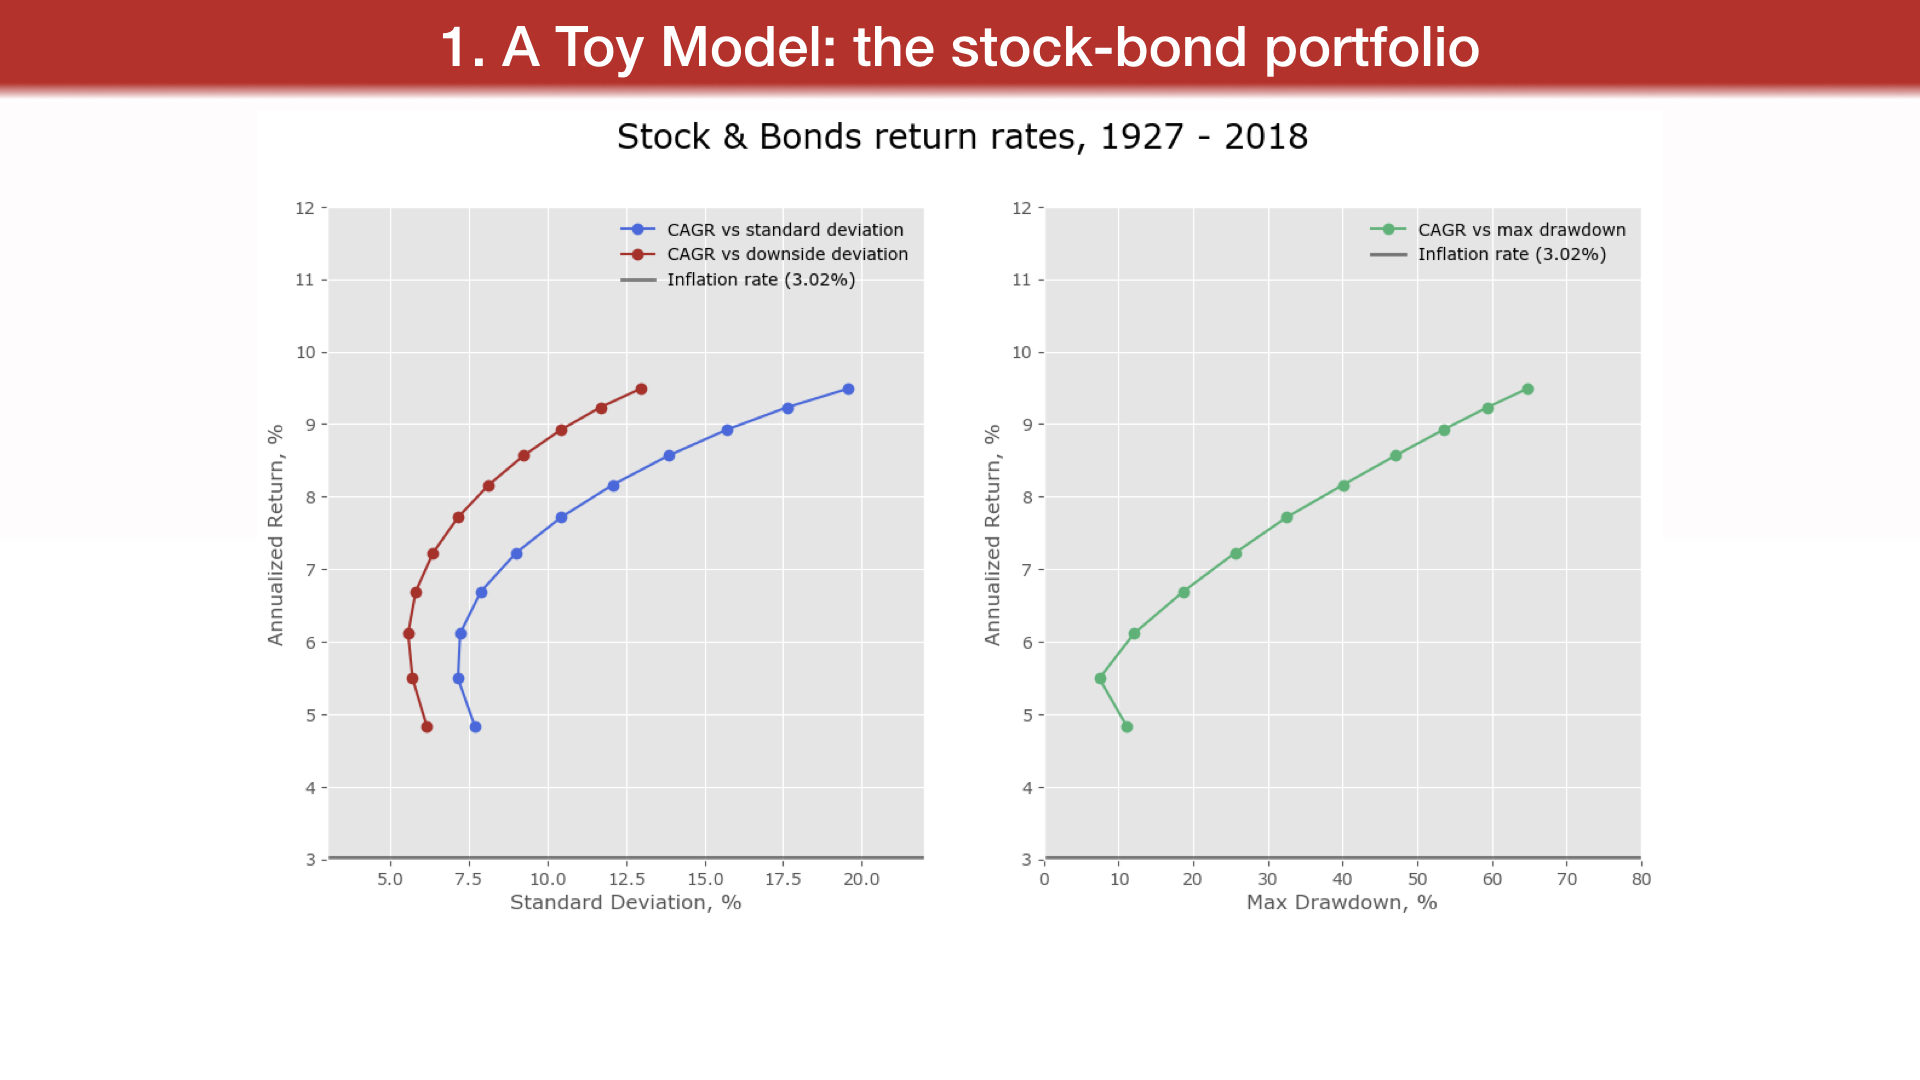 1. A Toy Model: the stock-bond portfolio
Stock & Bonds return rates, 1927 - 2018
CAGR vs standard deviation
CAGR vs downside deviation
Inflation rate (3.02%)
Annualized Return, %
12
11
10
9
8
7
6
5
4
3
5.0 7.5 10.0 12.5 15.0 17.5 20.0
Standard Deviation, %
CAGR vs max drawdown
Inflation rate (3.02%)
Annualized Return, %
12
11
10
9
8
7
6
5
4
3
0 10 20 30 40 50 60 70 80
Max Drawdown, %